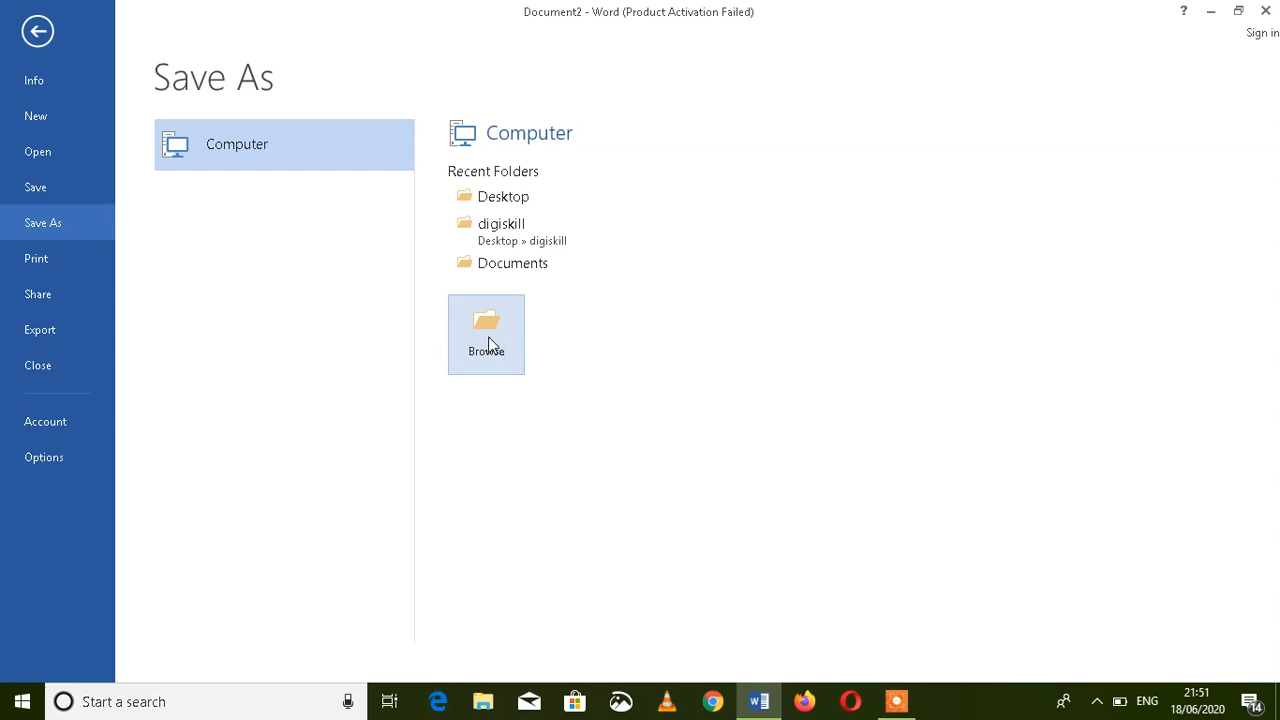 Document2 - Word (Product Activation Failed)
?
Sign in
Info
New
Open
Save
Save As
Print
Share
Export
Close
Account
Options
Save As
Computer
Computer
Recent Folders
Desktop
digiskill
Desktop » digiskill
Documents
Browse
Start a search
ENG
21:51
18/06/2020
14